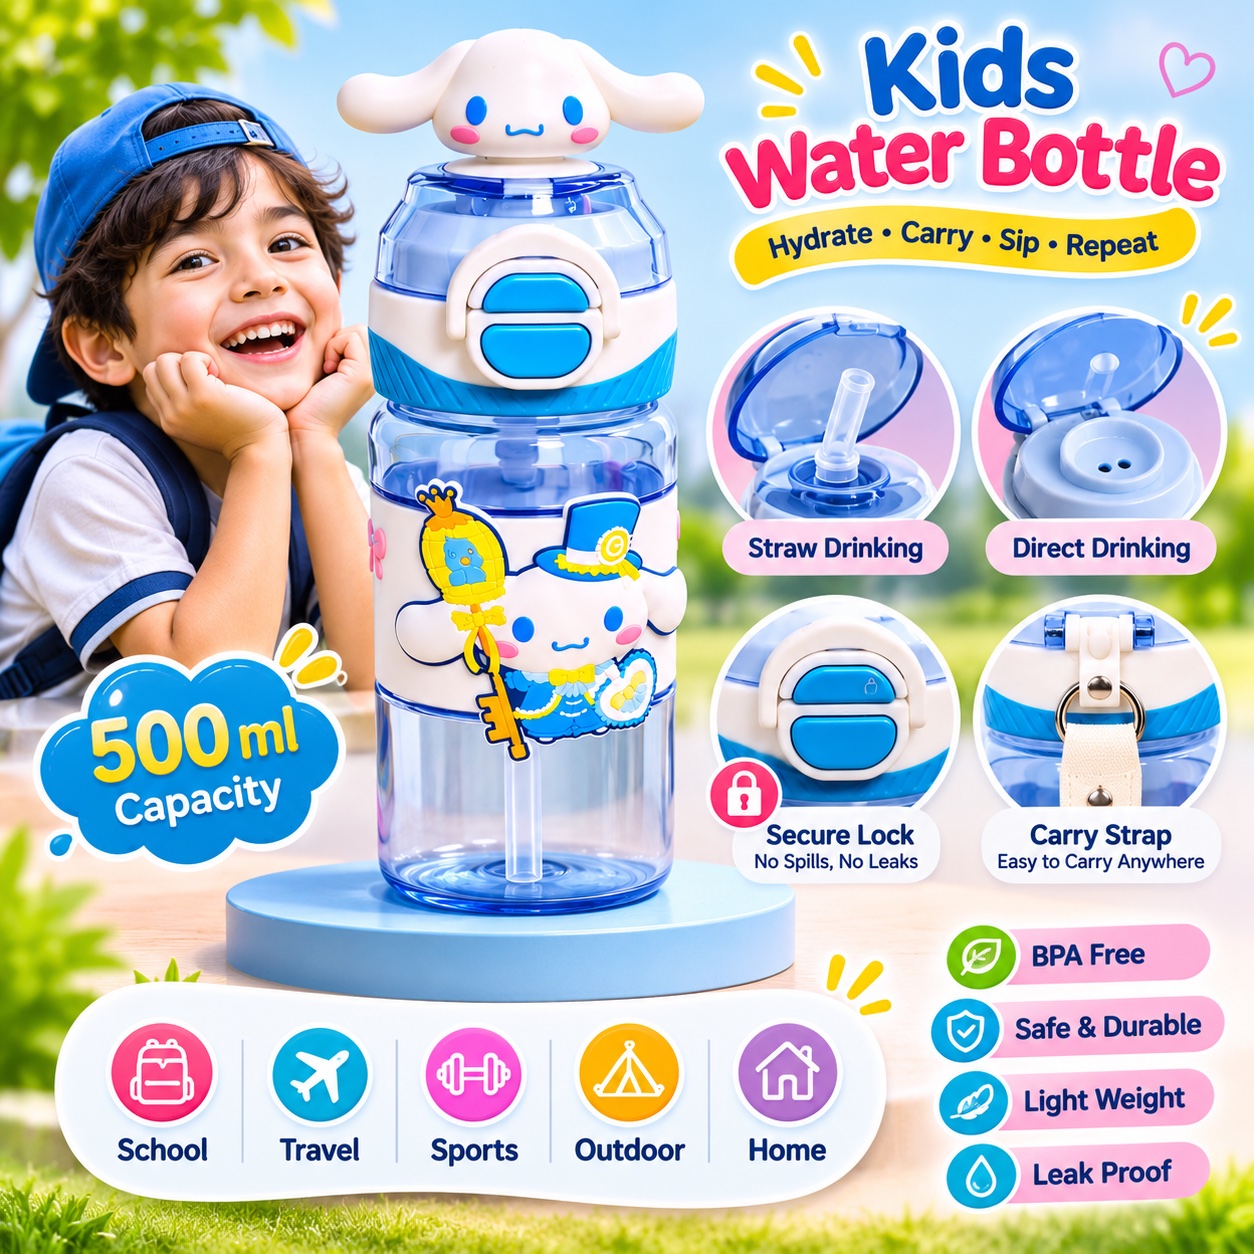 Kids
Water Bottle
Hydrate • Carry • Sip • Repeat
Straw Drinking
Direct Drinking
500 ml
Capacity
Secure Lock
No Spills, No Leaks
Carry Strap
Easy to Carry Anywhere
BPA Free
Safe & Durable
Light Weight
Leak Proof
School
Travel
Sports
Outdoor
Home